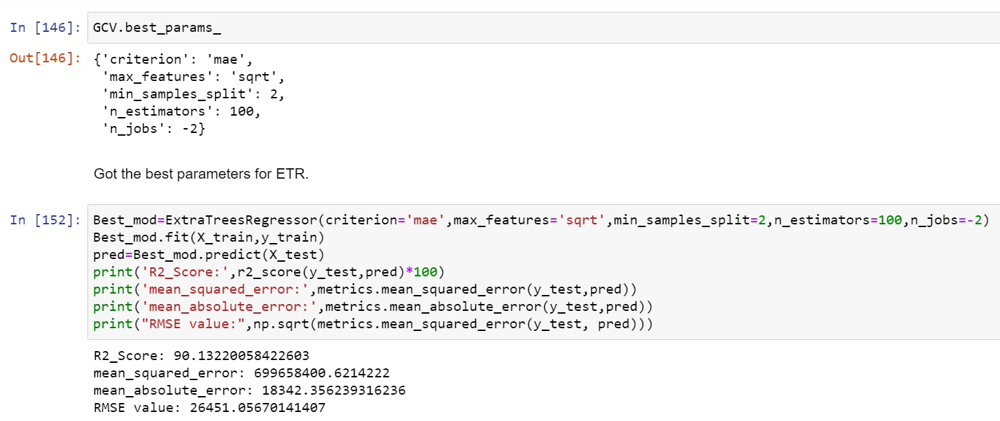 In [146]: GCV.best_params_
Out[146]: {'criterion': 'mae',
'max_features': 'sqrt',
'min_samples_split': 2,
'n_estimators': 100,
'n_jobs': -2}
Got the best parameters for ETR.
In [152]: Best_mod=ExtraTreesRegressor(criterion='mae',max_features='sqrt',min_samples_split=2,n_estimators=100,n_jobs=-2)
Best_mod.fit(X_train,y_train)
pred=Best_mod.predict(X_test)
print('R2_Score:',r2_score(y_test,pred)*100)
print('mean_squared_error:',metrics.mean_squared_error(y_test,pred))
print('mean_absolute_error:',metrics.mean_absolute_error(y_test,pred))
print("RMSE value:",np.sqrt(metrics.mean_squared_error(y_test, pred)))
R2_Score: 90.13220058422603
mean_squared_error: 699658400.6214222
mean_absolute_error: 18342.356239316236
RMSE value: 26451.05670141407